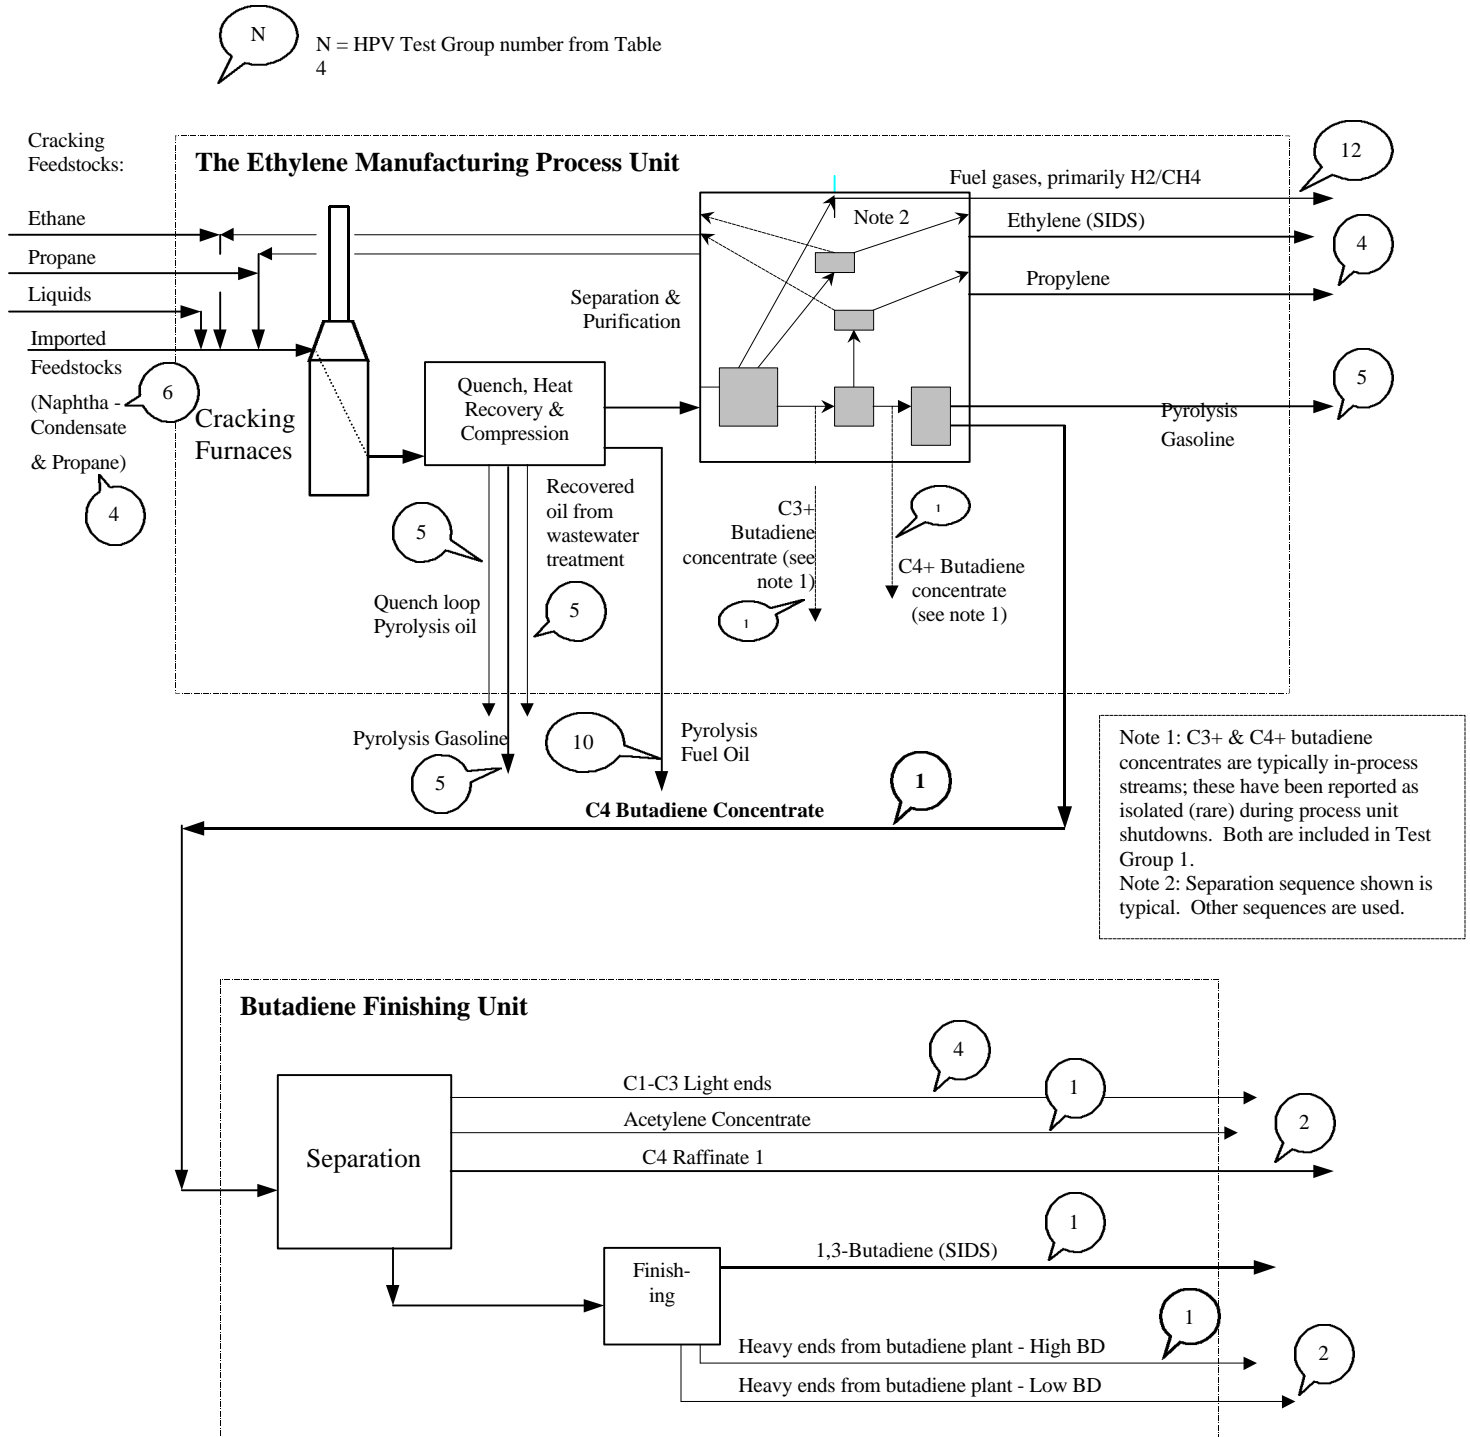 N
N = HPV Test Group number from Table
4
Cracking
Feedstocks:
The Ethylene Manufacturing Process Unit
12
Fuel gases, primarily H2/CH4
Ethane
Note 2
Ethylene (SIDS)
4
Propane
Liquids
Propylene
Separation &
Purification
Imported
Feedstocks
6
(Naphtha -
Condensate
& Propane)
4
Cracking
Furnaces
Quench, Heat
Recovery &
Compression
5
Pyrolysis
Gasoline
Recovered
oil from
wastewater
treatment
5
5
Quench loop
Pyrolysis oil
C3+
Butadiene
concentrate (see
note 1)
1
1
C4+ Butadiene
concentrate
(see note 1)
Pyrolysis Gasoline
5
10
Pyrolysis
Fuel Oil
1
C4 Butadiene Concentrate
Note 1: C3+ & C4+ butadiene
concentrates are typically in-process
streams; these have been reported as
isolated (rare) during process unit
shutdowns.  Both are included in Test
Group 1.
Note 2: Separation sequence shown is
typical.  Other sequences are used.
Butadiene Finishing Unit
4
C1-C3 Light ends
1
Acetylene Concentrate
2
Separation
C4 Raffinate 1
1
1,3-Butadiene (SIDS)
Finish-
ing
1
Heavy ends from butadiene plant - High BD
2
Heavy ends from butadiene plant - Low BD